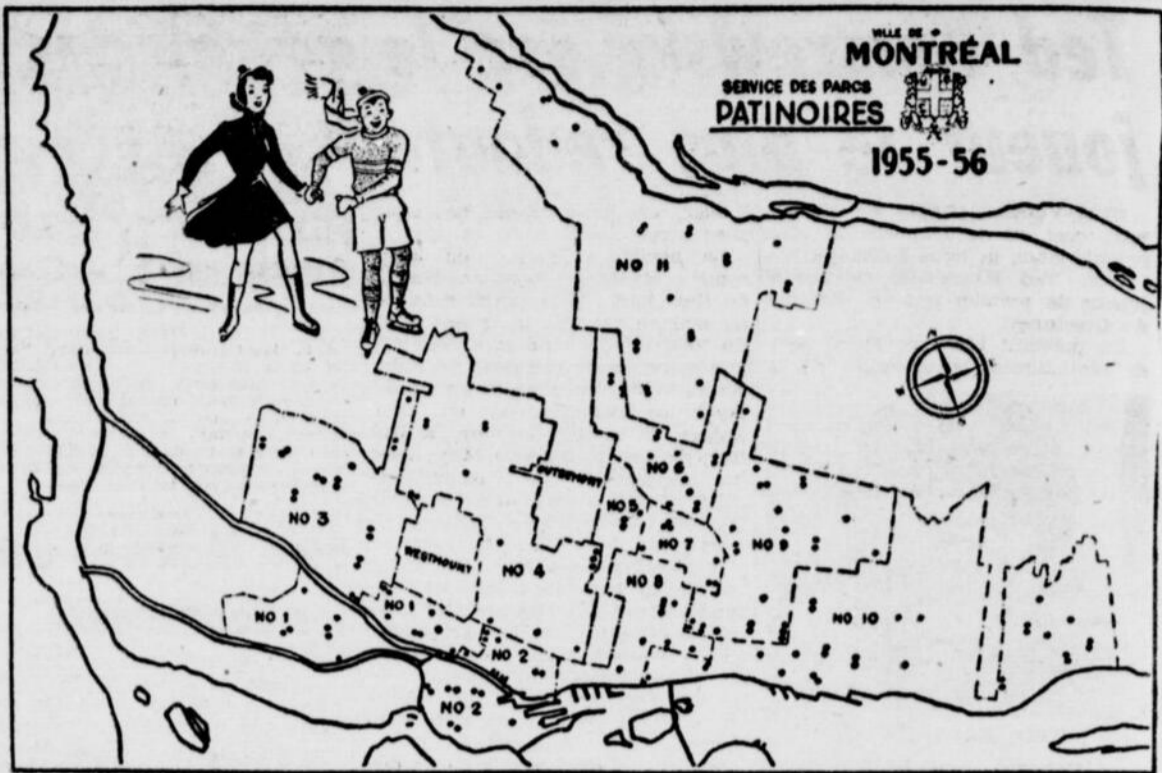 VILLE DE
MONTRÉAL
SERVICE DES PARCS
PATINOIRES
1955-56
NO 11
NO 6
OUTREMONT
NO 5
NO 3
NO 7
NO 9
WESTMOUNT
NO 4
NO 8
NO 1
NO 1
NO 10
NO 2
NO 2